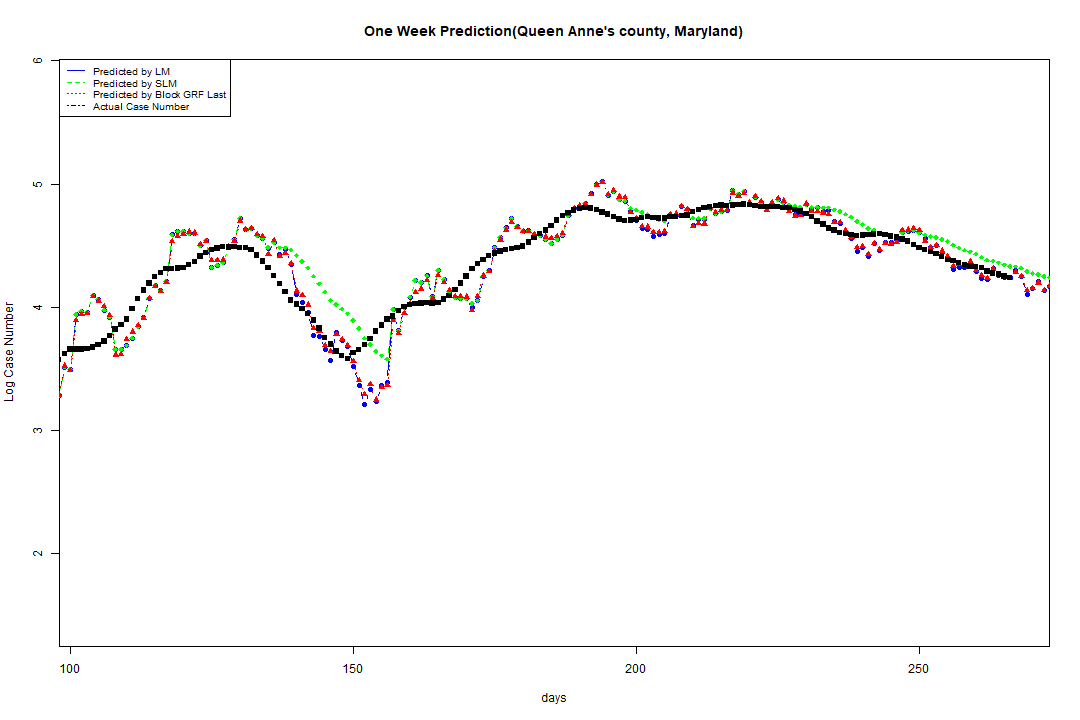 One Week Prediction(Queen Anne's county, Maryland)
Predicted by LM
Predicted by SLM
Predicted by Block GRF Last
Actual Case Number
6
5
4
3
2
Log Case Number
100 150 200 250
days